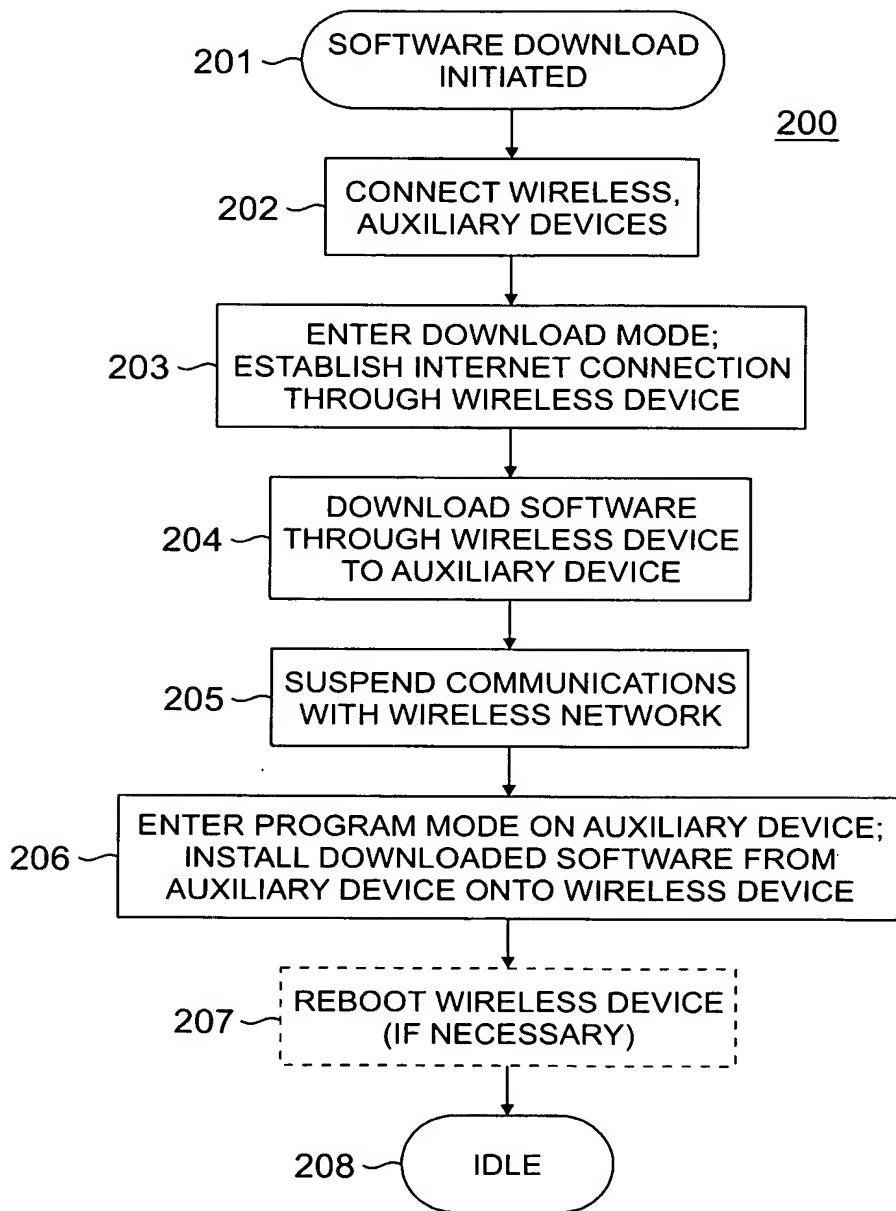 201
SOFTWARE DOWNLOAD
INITIATED
200
202
CONNECT WIRELESS,
AUXILIARY DEVICES
203
ENTER DOWNLOAD MODE;
ESTABLISH INTERNET CONNECTION
THROUGH WIRELESS DEVICE
204
DOWNLOAD SOFTWARE
THROUGH WIRELESS DEVICE
TO AUXILIARY DEVICE
205
SUSPEND COMMUNICATIONS
WITH WIRELESS NETWORK
206
ENTER PROGRAM MODE ON AUXILIARY DEVICE;
INSTALL DOWNLOADED SOFTWARE FROM
AUXILIARY DEVICE ONTO WIRELESS DEVICE
207
REBOOT WIRELESS DEVICE
(IF NECESSARY)
208
IDLE